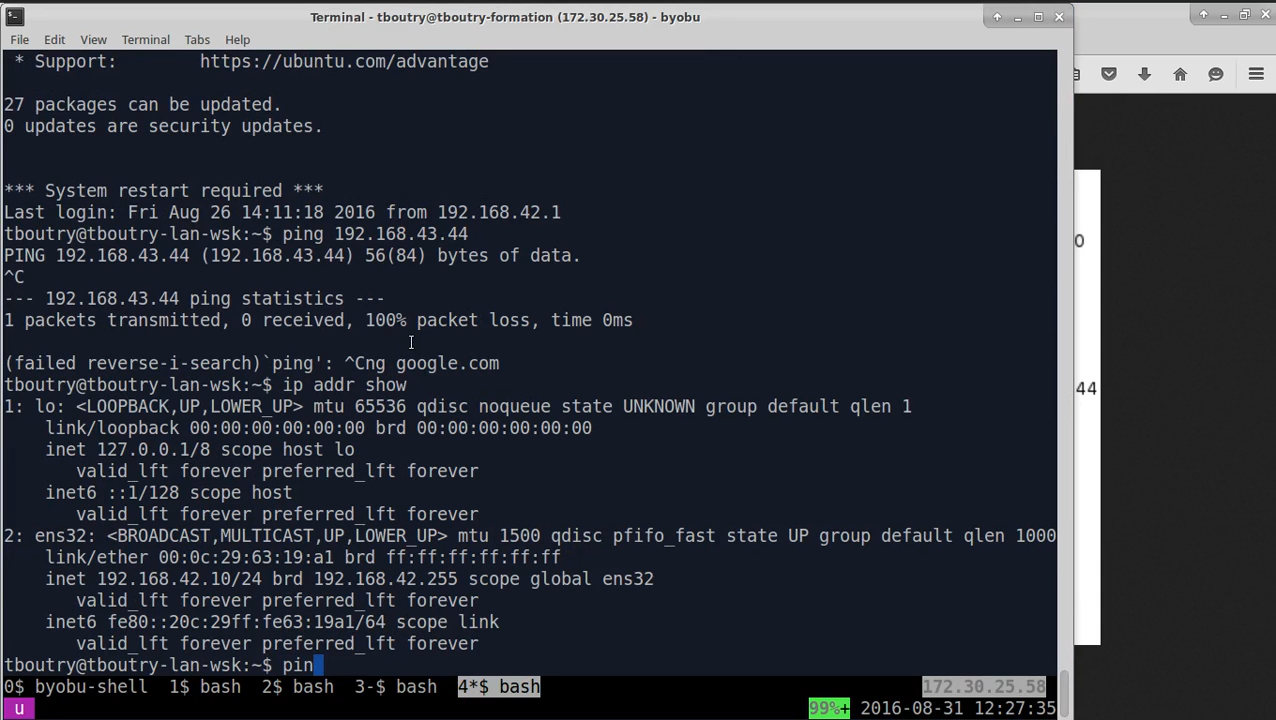 Terminal - tboutry@tboutry-formation (172.30.25.58) - byobu
File Edit View Terminal Tabs Help
* Support: https://ubuntu.com/advantage
27 packages can be updated.
0 updates are security updates.
*** System restart required ***
Last login: Fri Aug 26 14:11:18 2016 from 192.168.42.1
tboutry@tboutry-lan-wsk:~$ ping 192.168.43.44
PING 192.168.43.44 (192.168.43.44) 56(84) bytes of data.
^C
--- 192.168.43.44 ping statistics ---
1 packets transmitted, 0 received, 100% packet loss, time 0ms
(failed reverse-i-search)`ping': ^Cng google.com
tboutry@tboutry-lan-wsk:~$ ip addr show
1: lo: <LOOPBACK,UP,LOWER_UP> mtu 65536 qdisc noqueue state UNKNOWN group default qlen 1
link/loopback 00:00:00:00:00:00 brd 00:00:00:00:00:00
inet 127.0.0.1/8 scope host lo
valid_lft forever preferred_lft forever
inet6 ::1/128 scope host
valid_lft forever preferred_lft forever
2: ens32: <BROADCAST,MULTICAST,UP,LOWER_UP> mtu 1500 qdisc pfifo_fast state UP group default qlen 1000
link/ether 00:0c:29:63:19:a1 brd ff:ff:ff:ff:ff:ff
inet 192.168.42.10/24 brd 192.168.42.255 scope global ens32
valid_lft forever preferred_lft forever
inet6 fe80::20c:29ff:fe63:19a1/64 scope link
valid_lft forever preferred_lft forever
tboutry@tboutry-lan-wsk:~$ pin
0$ byobu-shell 1$ bash 2$ bash 3-$ bash 4*$ bash 172.30.25.58
u 99%+ 2016-08-31 12:27:35
0
44